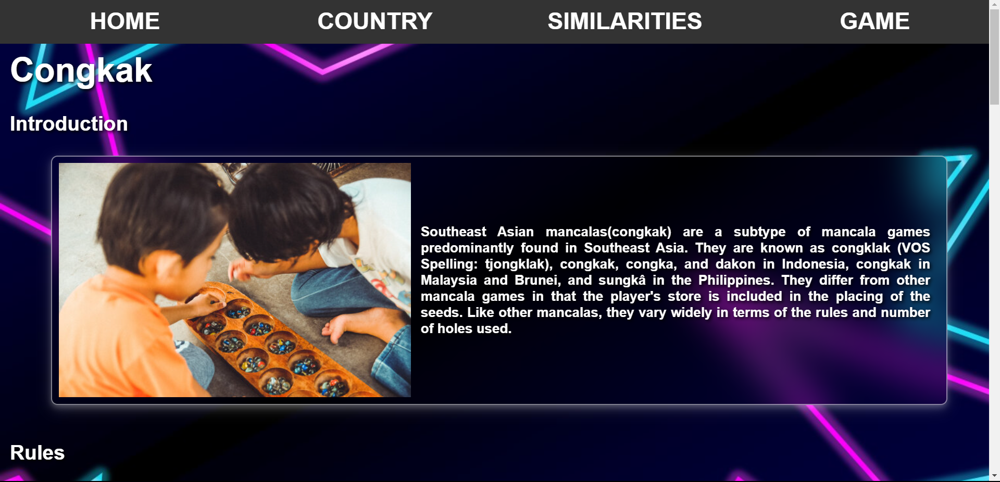 HOME COUNTRY SIMILARITIES GAME
Congkak
Introduction
Southeast Asian mancalas(congkak) are a subtype of mancala games
predominantly found in Southeast Asia. They are known as congklak (VOS
Spelling: tjongklak), congkak, congka, and dakon in Indonesia, congkak in
Malaysia and Brunei, and sungkâ in the Philippines. They differ from other
mancala games in that the player's store is included in the placing of the
seeds. Like other mancalas, they vary widely in terms of the rules and number
of holes used.
Rules